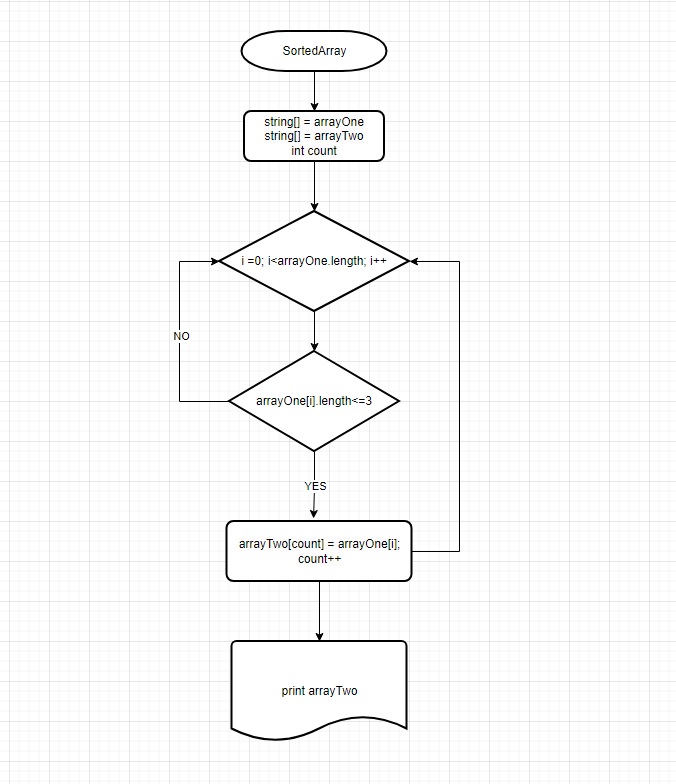 SortedArray
string[] = arrayOne
string[] = arrayTwo
int count
i =0; i<arrayOne.length; i++
NO
arrayOne[i].length<=3
YES
arrayTwo[count] = arrayOne[i];
count++
print arrayTwo